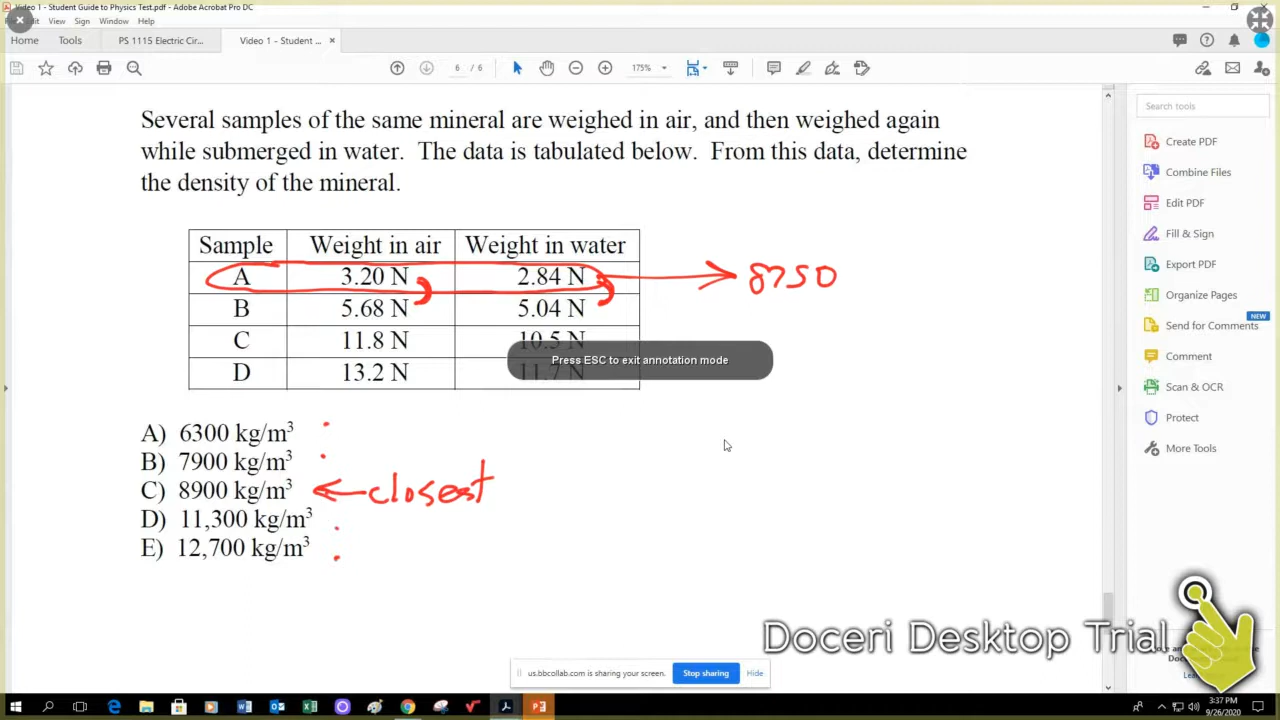 Video 1 - Student Guide to Physics Test.pdf - Adobe Acrobat Pro DC
View Sign Window Help
Home Tools PS 1115 Electric Cir... Video 1 – Student ... ×
6 / 6 175%
Search tools
Several samples of the same mineral are weighed in air, and then weighed again
while submerged in water. The data is tabulated below. From this data, determine
the density of the mineral.
Sample Weight in air Weight in water
A 3.20 N 2.84 N 8750
B 5.68 N 5.04 N
C 11.8 N 10.5 N
D 13.2 N 11.7 N
Press ESC to exit annotation mode
A) 6300 kg/m³
B) 7900 kg/m³
C) 8900 kg/m³ closest
D) 11,300 kg/m³
E) 12,700 kg/m³
Create PDF
Combine Files
Edit PDF
Fill & Sign
Export PDF
Organize Pages
NEW
Send for Comments
Comment
Scan & OCR
Protect
More Tools
Doceri Desktop Trial
us.bbcollab.com is sharing your screen. Stop sharing Hide
3:37 PM
9/26/2020